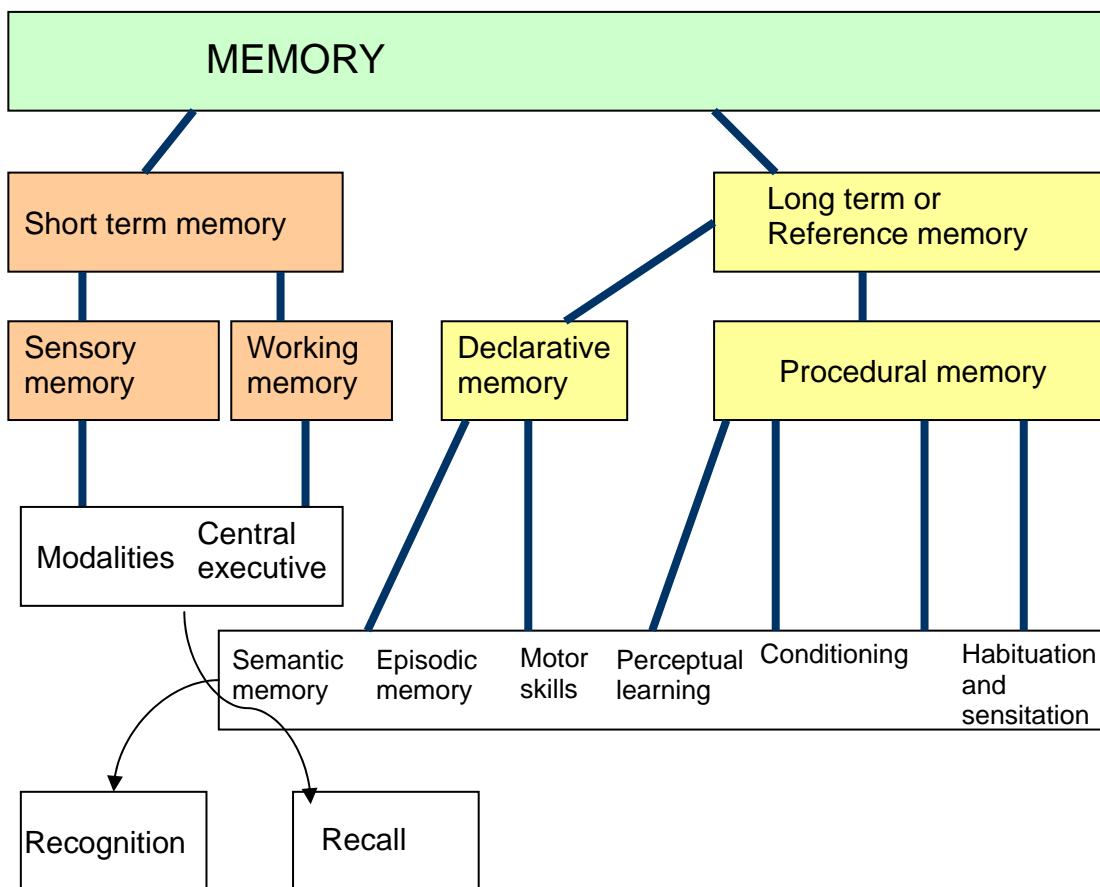 MEMORY
Short term memory
Long term or
Reference memory
Sensory
memory
Working
memory
Declarative
memory
Procedural memory
Modalities
Central
executive
Semantic
memory
Episodic
memory
Motor
skills
Perceptual
learning
Conditioning
Habituation
and
sensitation
Recognition
Recall